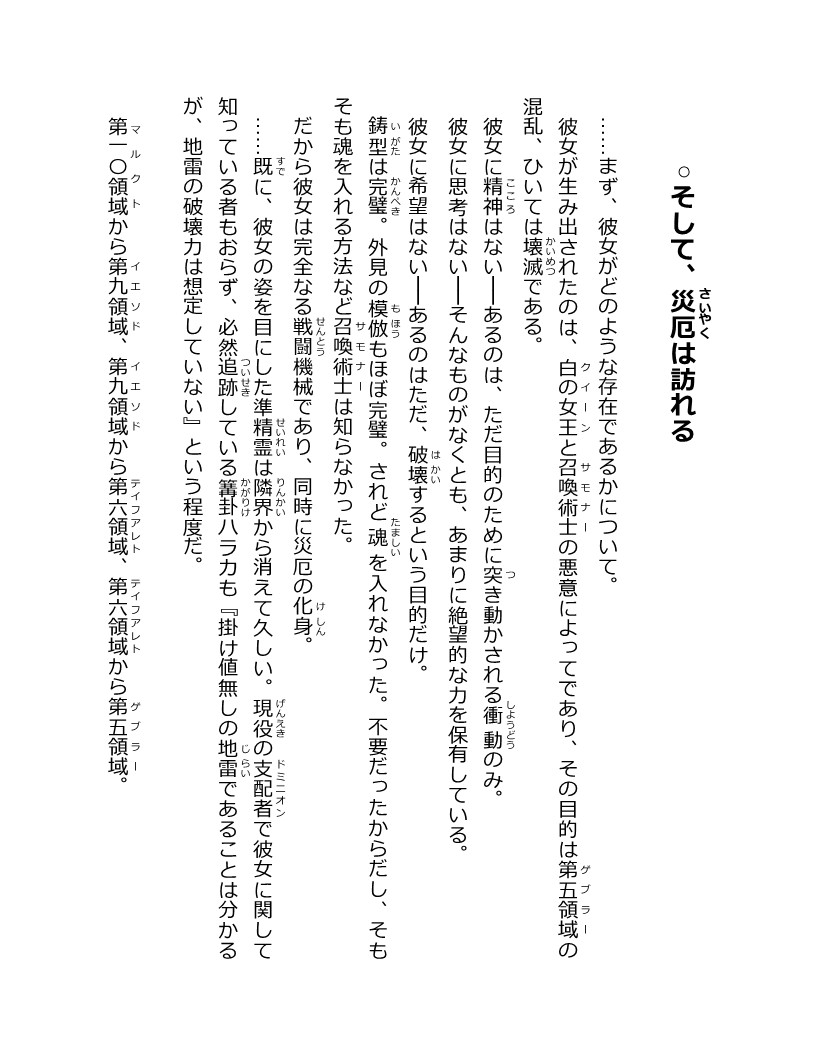 ○そして、災厄は訪れる
……まず、彼女がどのような存在であるかについて。
彼女が生み出されたのは、白の女王と召喚術士の悪意によってであり、その目的は第五領域の
混乱、ひいては壊滅である。
彼女に精神はない――あるのは、ただ目的のために突き動かされる衝動のみ。
彼女に思考はない――そんなものがなくとも、あまりに絶望的な力を保有している。
彼女に希望はない――あるのはただ、破壊するという目的だけ。
鋳型は完璧。外見の模倣もほぼ完璧。されど魂を入れなかった。不要だったからだし、そも
そも魂を入れる方法など召喚術士は知らなかった。
だから彼女は完全なる戦闘機械であり、同時に災厄の化身。
……既に、彼女の姿を目にした準精霊は隣界から消えて久しい。現役の支配者で彼女に関して
知っている者もおらず、必然追跡している篝卦ハラカも『掛け値無しの地雷であることは分かる
が、地雷の破壊力は想定していない』という程度だ。
第一〇領域から第九領域、第九領域から第六領域、第六領域から第五領域。